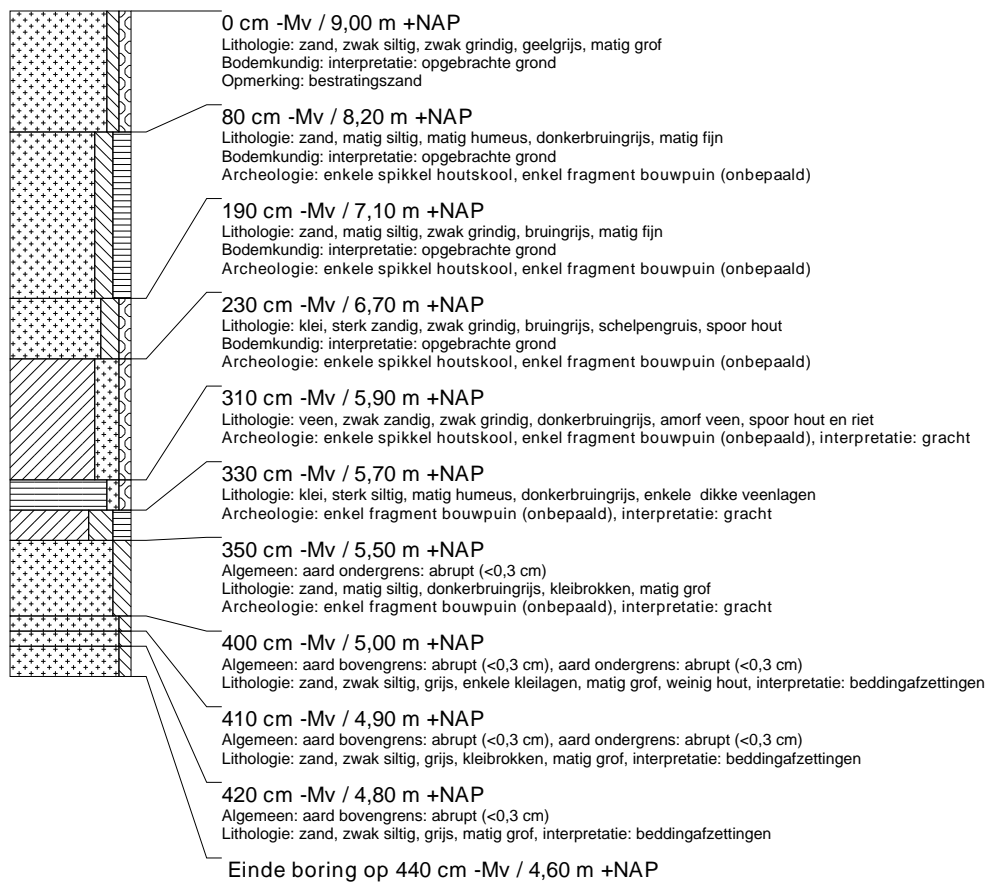 0 cm -Mv / 9,00 m +NAP
Lithologie: zand, zwak siltig, zwak grindig, geelgrijs, matig grof
Bodemkundig: interpretatie: opgebrachte grond
Opmerking: bestratingszand
80 cm -Mv / 8,20 m +NAP
Lithologie: zand, matig siltig, matig humeus, donkerbruingrijs, matig fijn
Bodemkundig: interpretatie: opgebrachte grond
Archeologie: enkele spikkel houtskool, enkel fragment bouwpuin (onbepaald)
190 cm -Mv / 7,10 m +NAP
Lithologie: zand, matig siltig, zwak grindig, bruingrijs, matig fijn
Bodemkundig: interpretatie: opgebrachte grond
Archeologie: enkele spikkel houtskool, enkel fragment bouwpuin (onbepaald)
230 cm -Mv / 6,70 m +NAP
Lithologie: klei, sterk zandig, zwak grindig, bruingrijs, schelpengruis, spoor hout
Bodemkundig: interpretatie: opgebrachte grond
Archeologie: enkele spikkel houtskool, enkel fragment bouwpuin (onbepaald)
310 cm -Mv / 5,90 m +NAP
Lithologie: veen, zwak zandig, zwak grindig, donkerbruingrijs, amorf veen, spoor hout en riet
Archeologie: enkele spikkel houtskool, enkel fragment bouwpuin (onbepaald), interpretatie: gracht
330 cm -Mv / 5,70 m +NAP
Lithologie: klei, sterk siltig, matig humeus, donkerbruingrijs, enkele dikke veenlagen
Archeologie: enkel fragment bouwpuin (onbepaald), interpretatie: gracht
350 cm -Mv / 5,50 m +NAP
Algemeen: aard ondergrens: abrupt (<0,3 cm)
Lithologie: zand, matig siltig, donkerbruingrijs, kleibrokken, matig grof
Archeologie: enkel fragment bouwpuin (onbepaald), interpretatie: gracht
400 cm -Mv / 5,00 m +NAP
Algemeen: aard bovengrens: abrupt (<0,3 cm), aard ondergrens: abrupt (<0,3 cm)
Lithologie: zand, zwak siltig, grijs, enkele kleilagen, matig grof, weinig hout, interpretatie: beddingafzettingen
410 cm -Mv / 4,90 m +NAP
Algemeen: aard bovengrens: abrupt (<0,3 cm), aard ondergrens: abrupt (<0,3 cm)
Lithologie: zand, zwak siltig, grijs, kleibrokken, matig grof, interpretatie: beddingafzettingen
420 cm -Mv / 4,80 m +NAP
Algemeen: aard bovengrens: abrupt (<0,3 cm)
Lithologie: zand, zwak siltig, grijs, matig grof, interpretatie: beddingafzettingen
Einde boring op 440 cm -Mv / 4,60 m +NAP